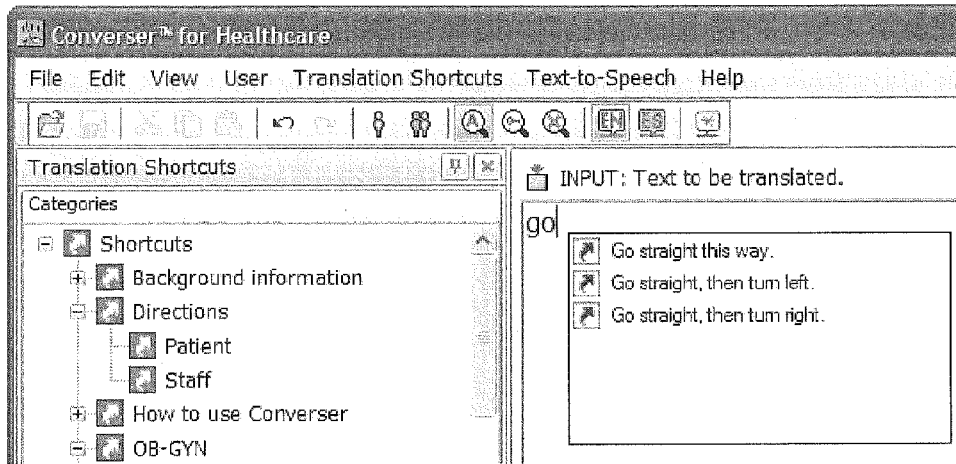 Converser™ for Healthcare
File Edit View User Translation Shortcuts Text-to-Speech Help
A EN ES
Translation Shortcuts
Categories
Shortcuts
Background information
Directions
Patient
Staff
How to use Converser
OB-GYN
INPUT: Text to be translated.
go
Go straight this way.
Go straight, then turn left.
Go straight, then turn right.